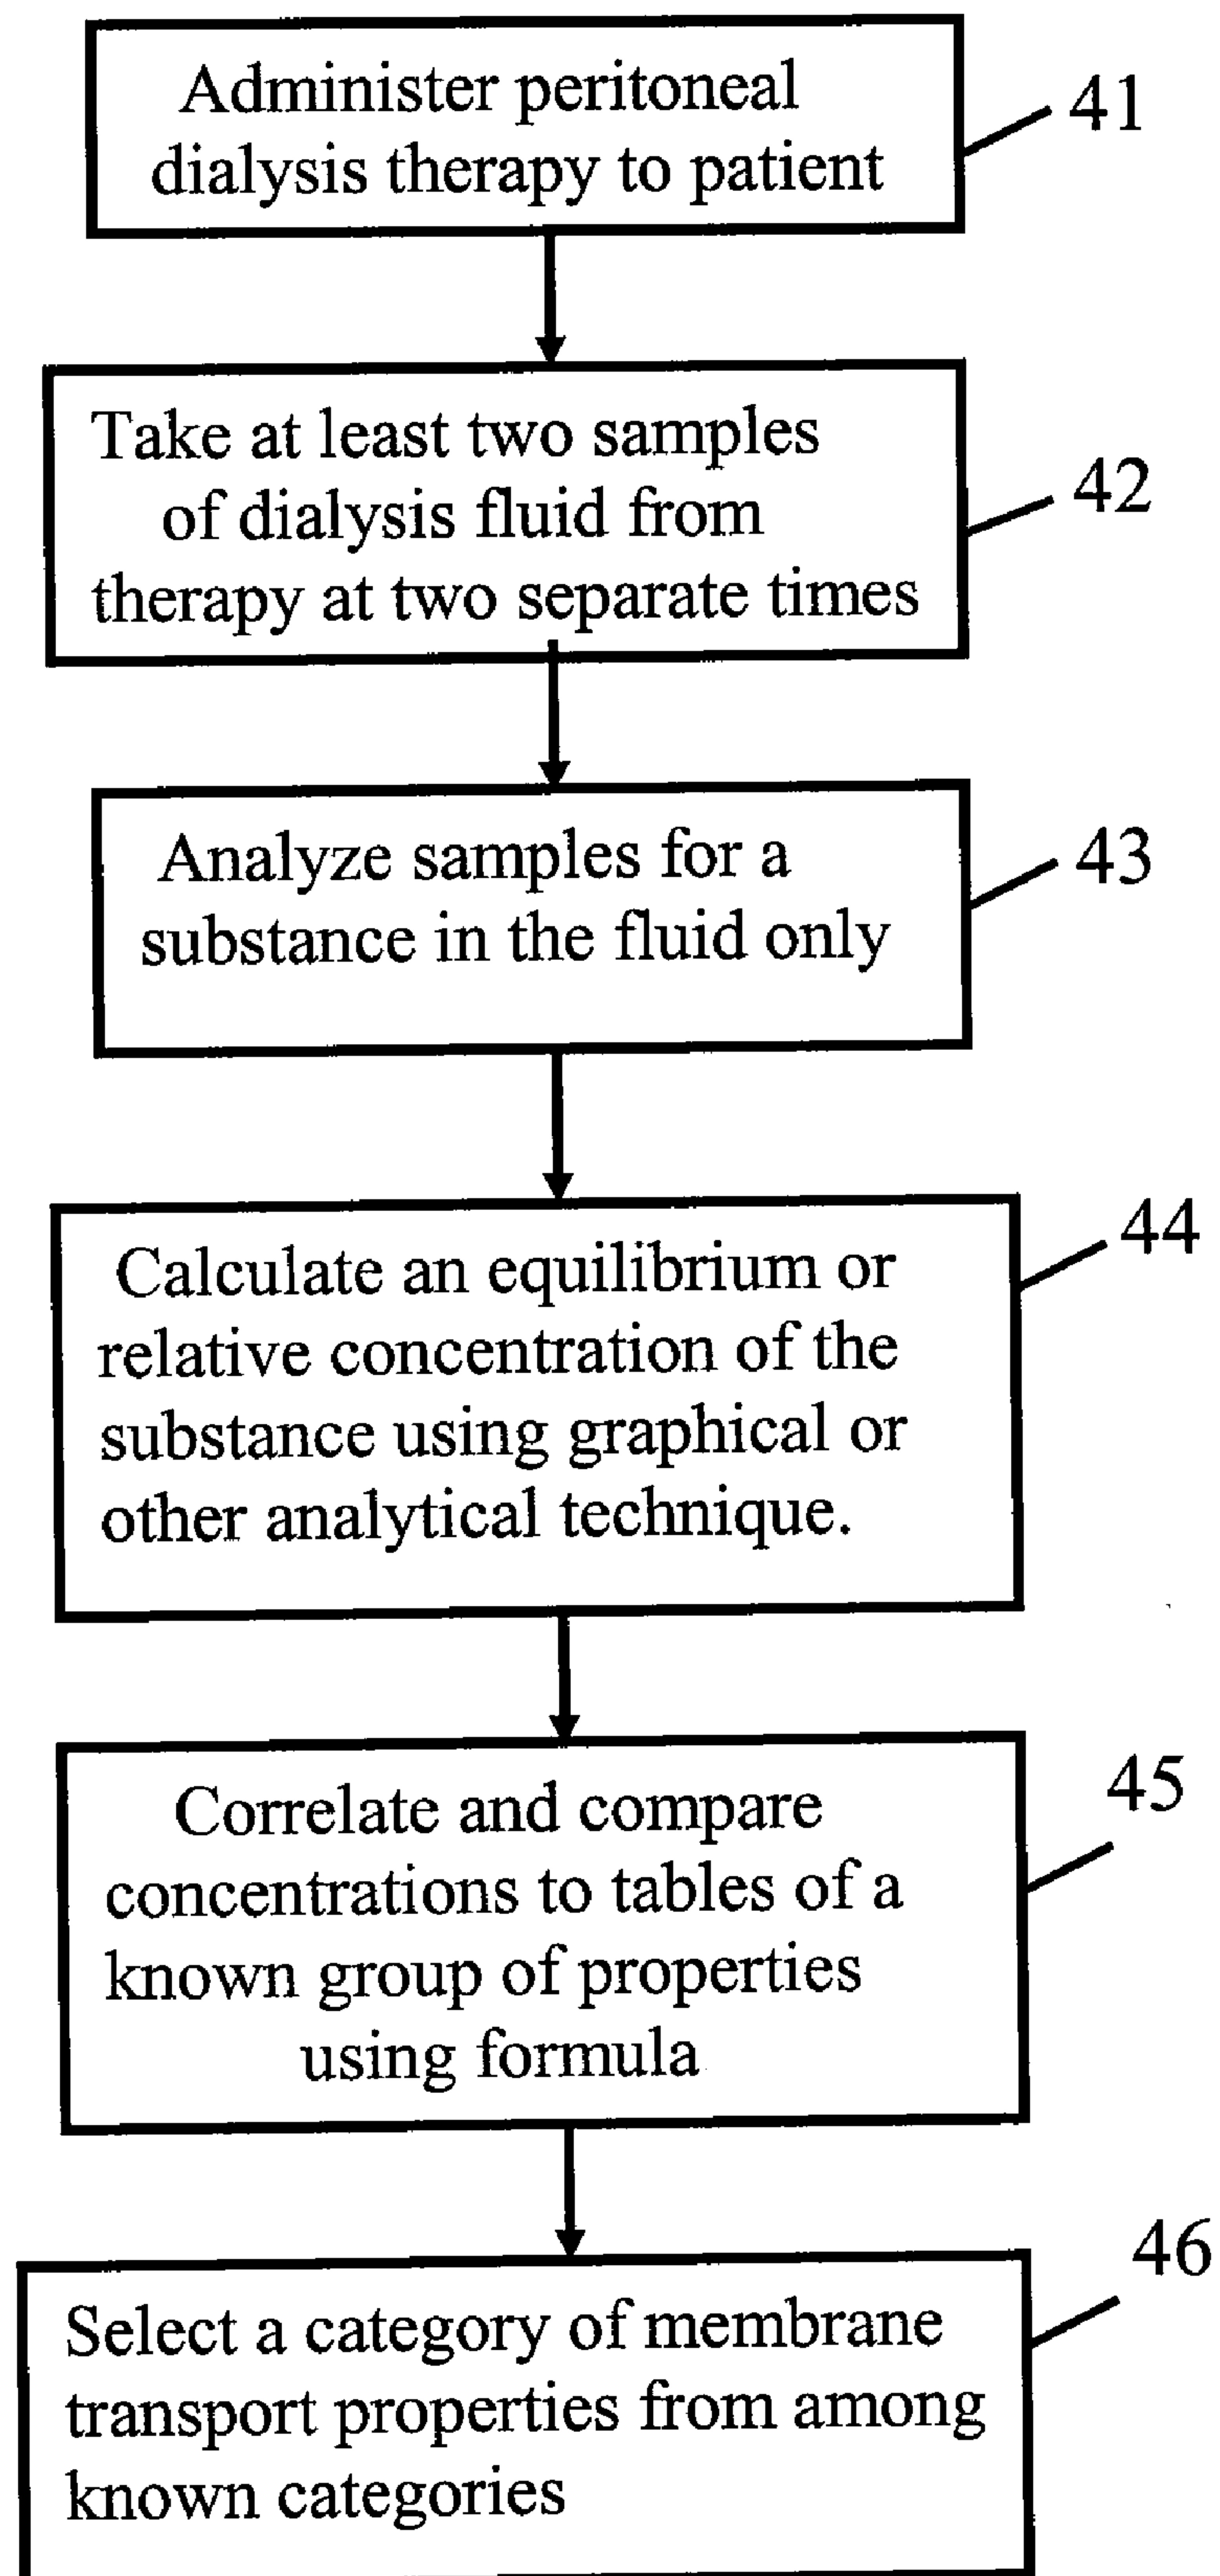 Administer peritoneal
dialysis therapy to patient
41
Take at least two samples
of dialysis fluid from
therapy at two separate times
42
Analyze samples for a
substance in the fluid only
43
Calculate an equilibrium or
relative concentration of the
substance using graphical or
other analytical technique.
44
Correlate and compare
concentrations to tables of a
known group of properties
using formula
45
Select a category of membrane
transport properties from among
known categories
46